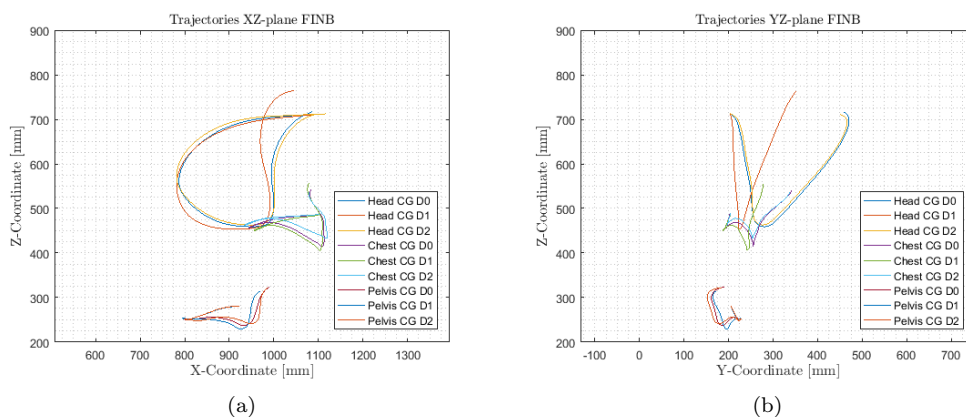 Trajectories XZ-plane FINB
900
800
700
600
500
400
300
200
Z-Coordinate [mm]
600 700 800 900 1000 1100 1200 1300
X-Coordinate [mm]
Head CG D0
Head CG D1
Head CG D2
Chest CG D0
Chest CG D1
Chest CG D2
Pelvis CG D0
Pelvis CG D1
Pelvis CG D2
(a)
Trajectories YZ-plane FINB
900
800
700
600
500
400
300
200
Z-Coordinate [mm]
-100 0 100 200 300 400 500 600 700
Y-Coordinate [mm]
Head CG D0
Head CG D1
Head CG D2
Chest CG D0
Chest CG D1
Chest CG D2
Pelvis CG D0
Pelvis CG D1
Pelvis CG D2
(b)